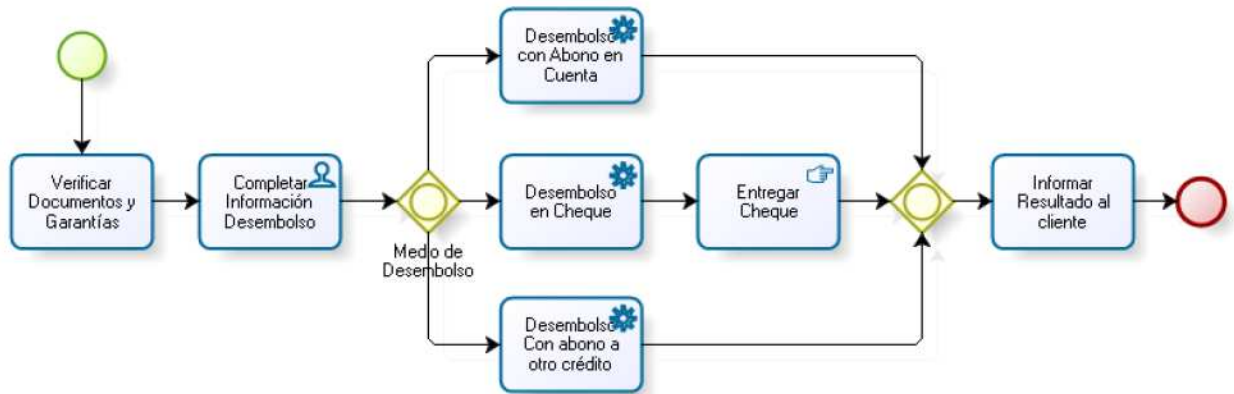 Desembolso
con Abono en
Cuenta
Verificar
Documentos y
Garantías
Completar
Información
Desembolso
Medio de
Desembolso
Desembolso
en Cheque
Entregar
Cheque
Informar
Resultado al
cliente
Desembolso
Con abono a
otro crédito